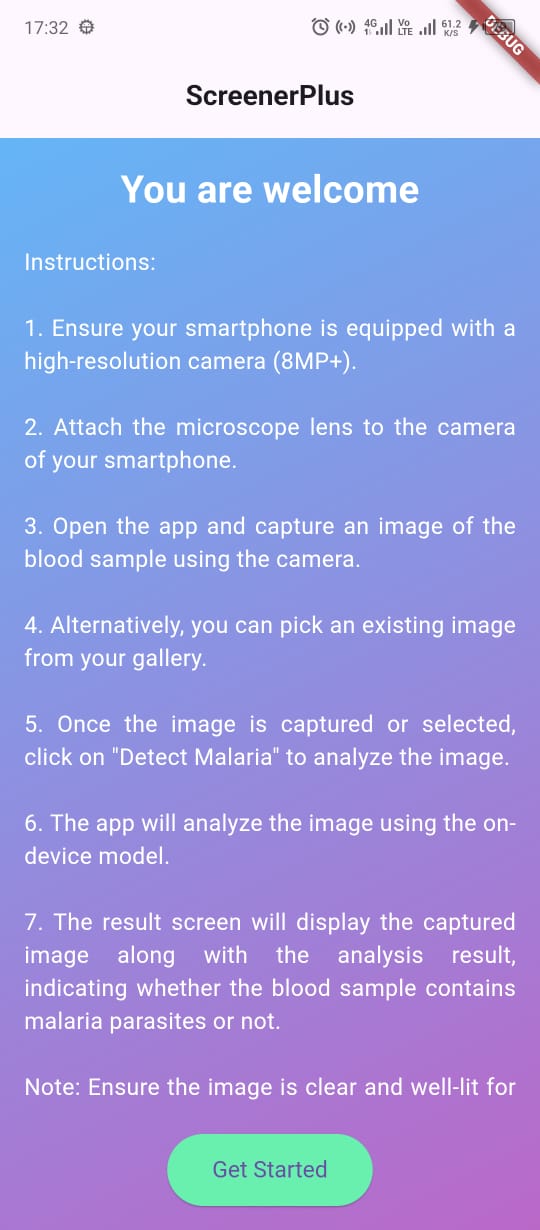 17:32
4G
Vo
LTE
61.2
K/S
DEBUG
ScreenerPlus
You are welcome
Instructions:
1. Ensure your smartphone is equipped with a
high-resolution camera (8MP+).
2. Attach the microscope lens to the camera
of your smartphone.
3. Open the app and capture an image of the
blood sample using the camera.
4. Alternatively, you can pick an existing image
from your gallery.
5. Once the image is captured or selected,
click on "Detect Malaria" to analyze the image.
6. The app will analyze the image using the on-
device model.
7. The result screen will display the captured
image along with the analysis result,
indicating whether the blood sample contains
malaria parasites or not.
Note: Ensure the image is clear and well-lit for
Get Started